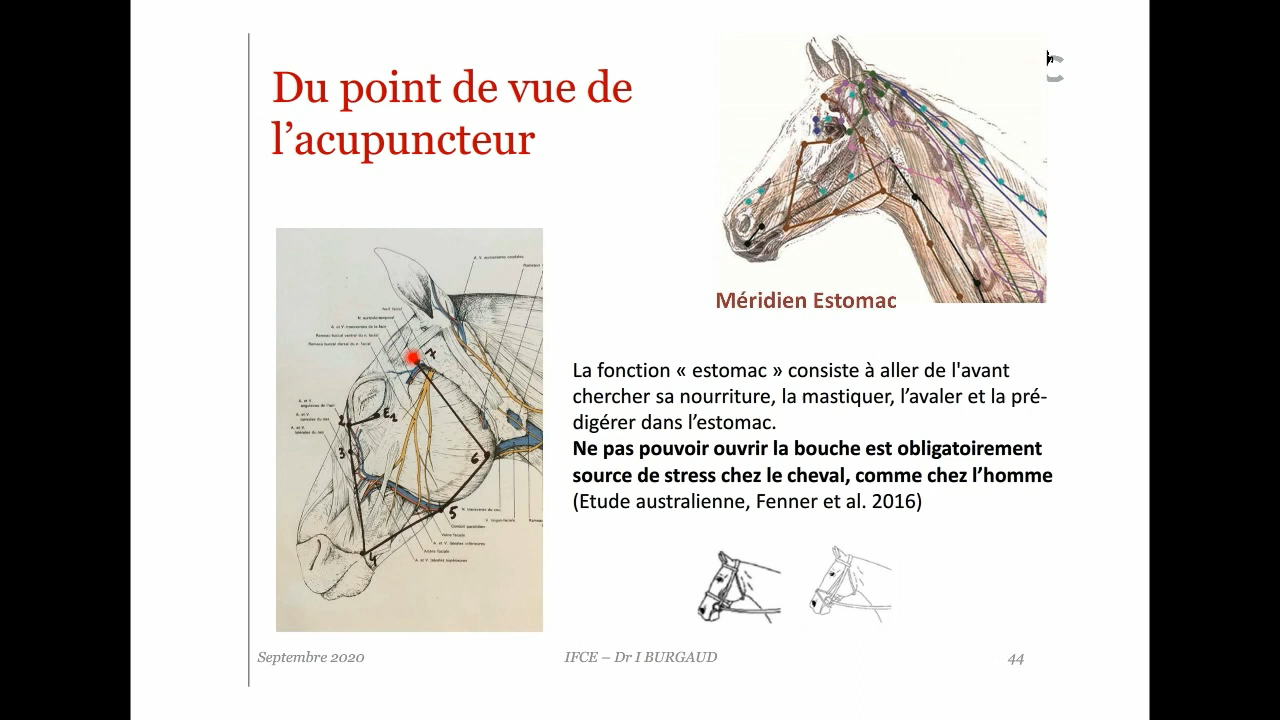 Du point de vue de
l’acupuncteur
Méridien Estomac
Nerf facial
2
E1
3
4
5
6
7
La fonction « estomac » consiste à aller de l'avant
chercher sa nourriture, la mastiquer, l’avaler et la pré-
digérer dans l’estomac.
Ne pas pouvoir ouvrir la bouche est obligatoirement
source de stress chez le cheval, comme chez l’homme
(Etude australienne, Fenner et al. 2016)
Septembre 2020
IFCE – Dr I BURGAUD
44